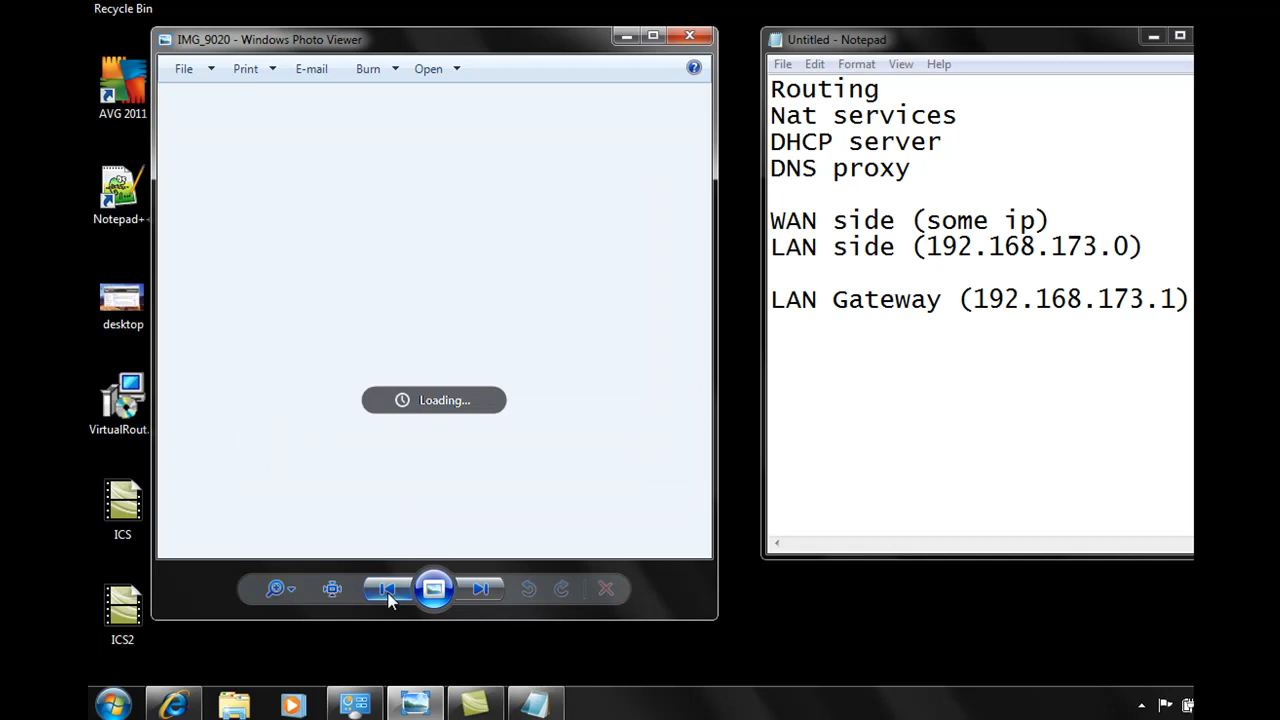 Recycle Bin
AVG 2011
Notepad++
desktop
VirtualRout...
ICS
ICS2
IMG_9020 - Windows Photo Viewer
File Print E-mail Burn Open
Loading...
Untitled - Notepad
File Edit Format View Help
Routing
Nat services
DHCP server
DNS proxy
WAN side (some ip)
LAN side (192.168.173.0)
LAN Gateway (192.168.173.1)